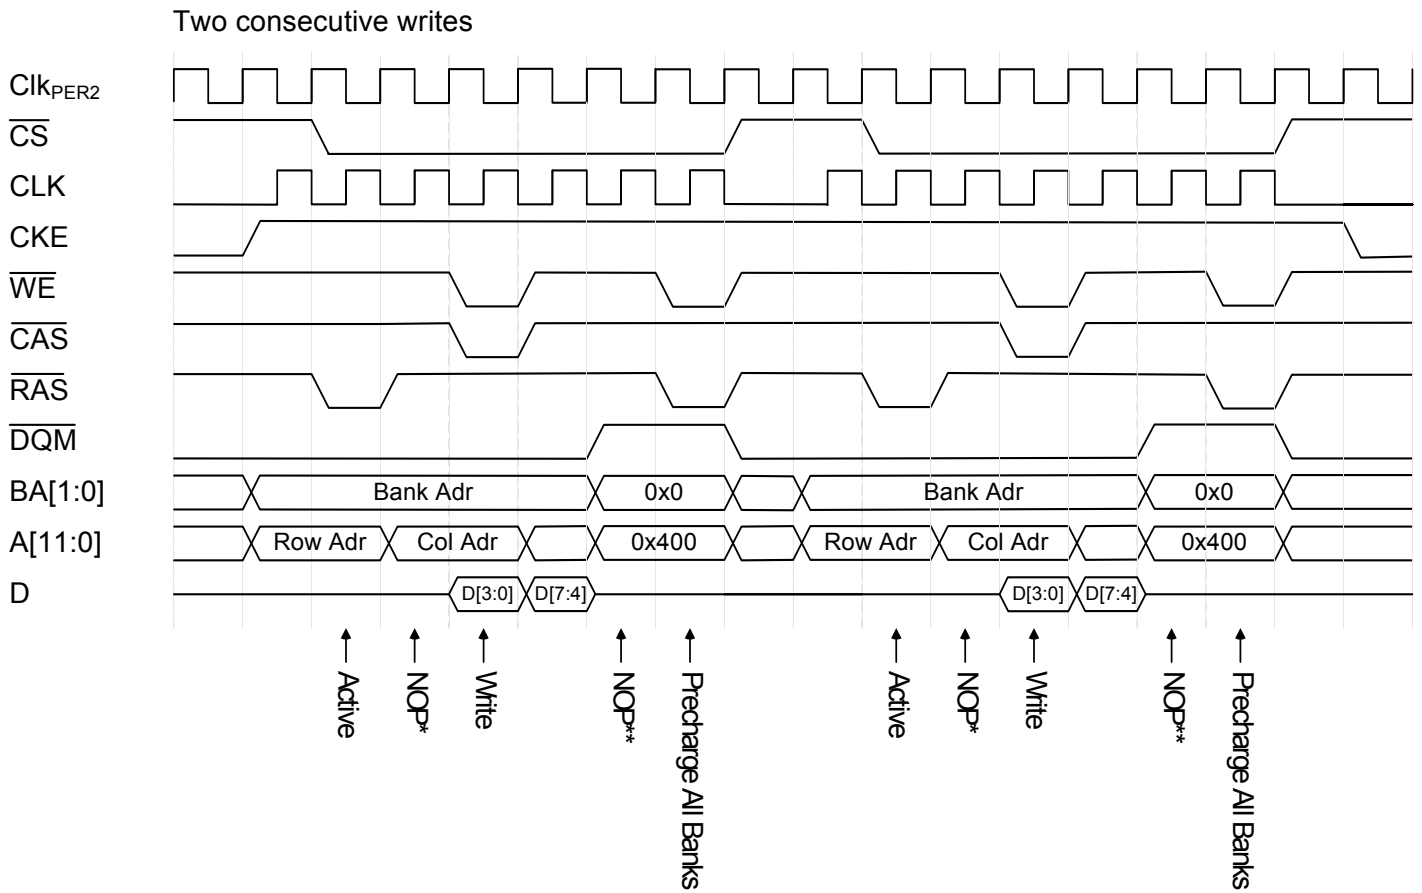 Two consecutive writes
ClkPER2
CS
CLK
CKE
WE
CAS
RAS
DQM
BA[1:0] Bank Adr 0x0 Bank Adr 0x0
A[11:0] Row Adr Col Adr 0x400 Row Adr Col Adr 0x400
D D[3:0] D[7:4] D[3:0] D[7:4]
Active
NOP*
Write
NOP**
Precharge All Banks
Active
NOP*
Write
NOP**
Precharge All Banks